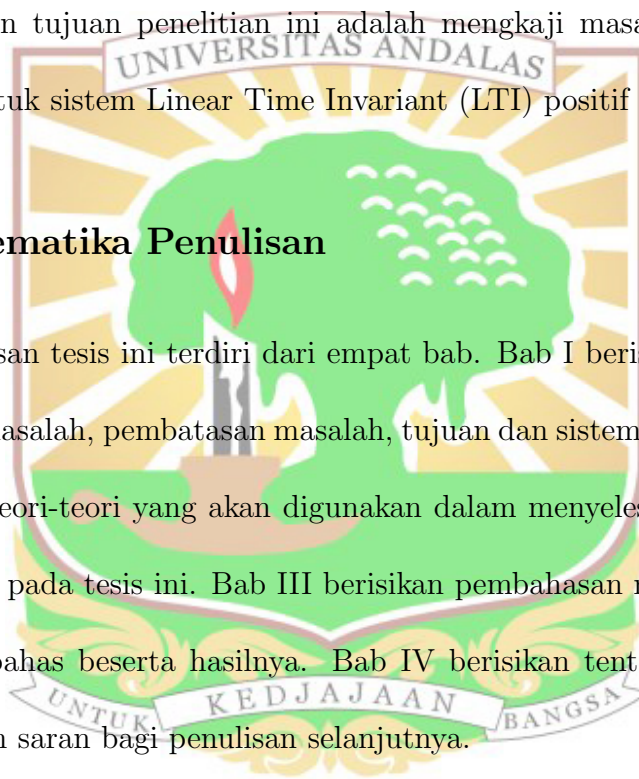 n tujuan penelitian ini adalah mengkaji masa
UNIVERSITAS ANDALAS
tuk sistem Linear Time Invariant (LTI) positif
ematika Penulisan
san tesis ini terdiri dari empat bab. Bab I beris
asalah, pembatasan masalah, tujuan dan sistem
eori-teori yang akan digunakan dalam menyeles
pada tesis ini. Bab III berisikan pembahasan
bahas beserta hasilnya. Bab IV berisikan tent
UNTUK KEDJAJAAN BANGSA
n saran bagi penulisan selanjutnya.